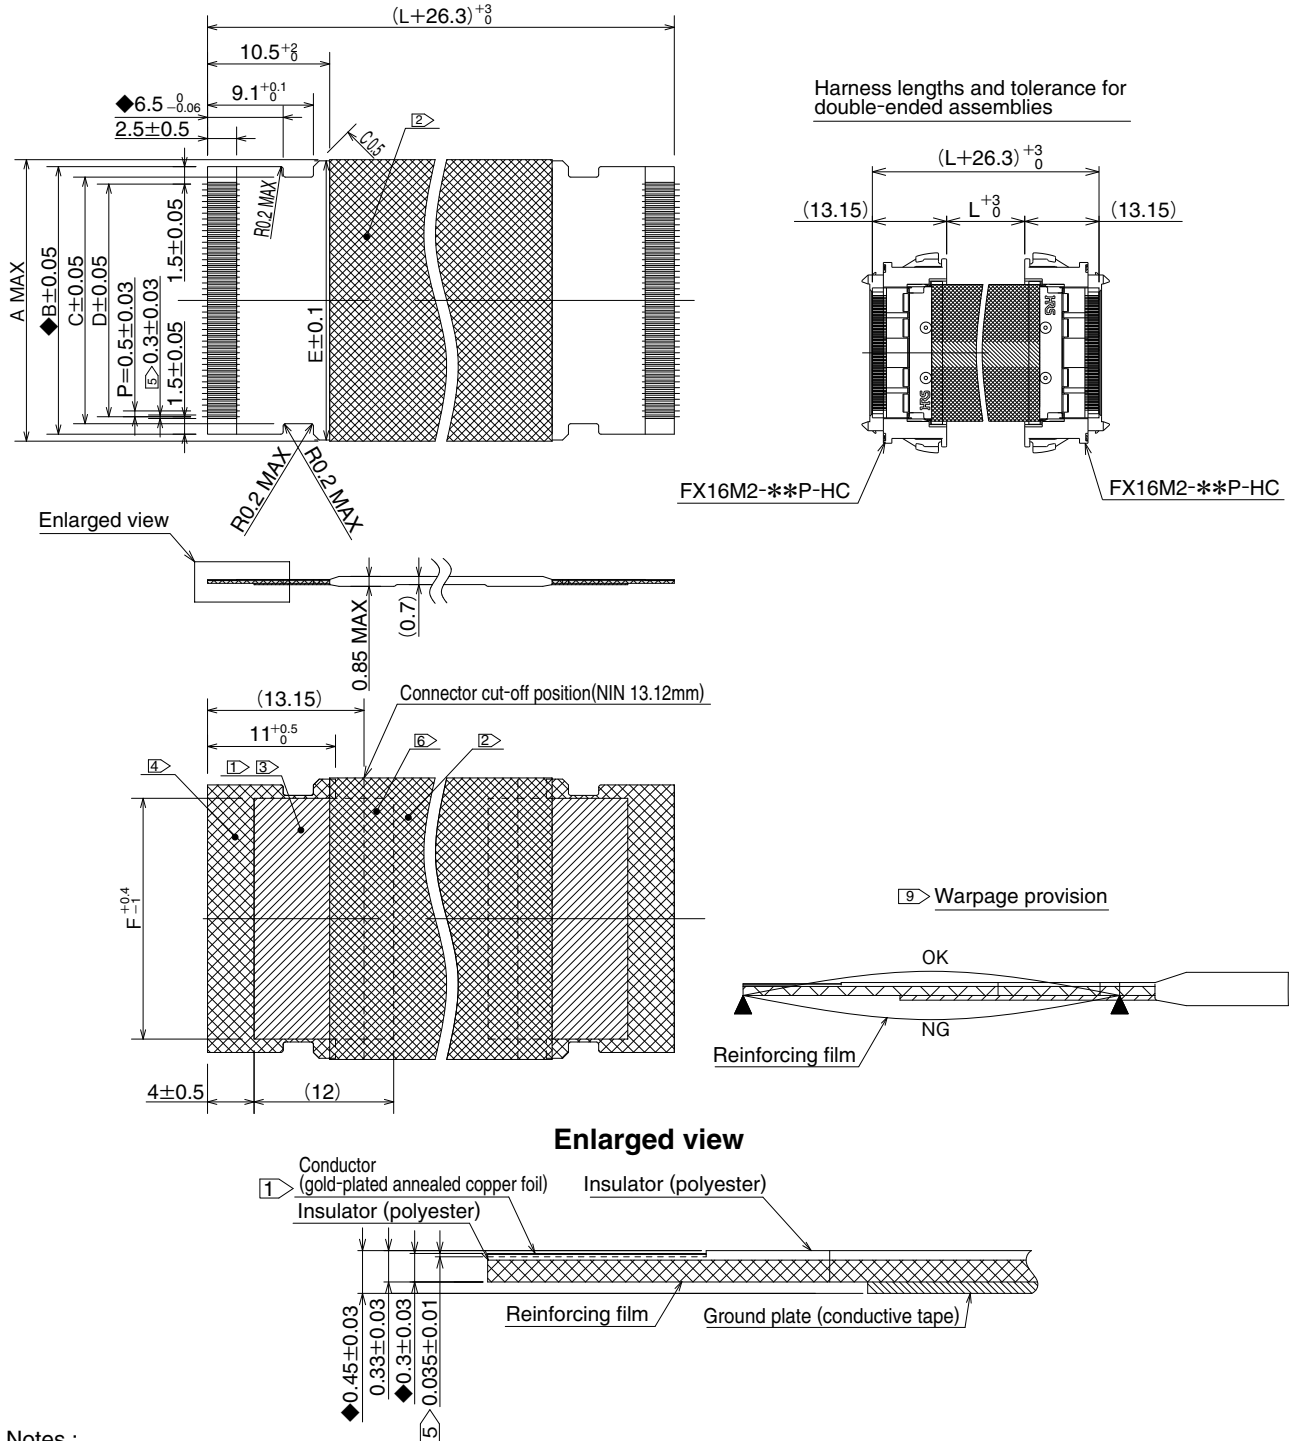 (L+26.3) +3 0
10.5 +2 0
◆6.5 0 -0.06
9.1 +0.1 0
2.5±0.5
2
C0.5
A MAX
◆B±0.05
C±0.05
D±0.05
P=0.5±0.03
5 0.3±0.03
1.5±0.05
1.5±0.05
R0.2 MAX
E±0.1
R0.2 MAX
R0.2 MAX
Harness lengths and tolerance for
double-ended assemblies
(L+26.3) +3 0
(13.15)
L +3 0
(13.15)
HRS
HRS
FX16M2-**P-HC
FX16M2-**P-HC
Enlarged view
0.85 MAX
(0.7)
(13.15)
Connector cut-off position(NIN 13.12mm)
11 +0.5 0
4
1 3
6
2
F +0.4 -1
4±0.5
(12)
9 Warpage provision
OK
NG
Reinforcing film
Enlarged view
1
Conductor
(gold-plated annealed copper foil)
Insulator (polyester)
Insulator (polyester)
Reinforcing film
Ground plate (conductive tape)
◆0.45±0.03
0.33±0.03
◆0.3±0.03
5 0.035±0.01
Notes :